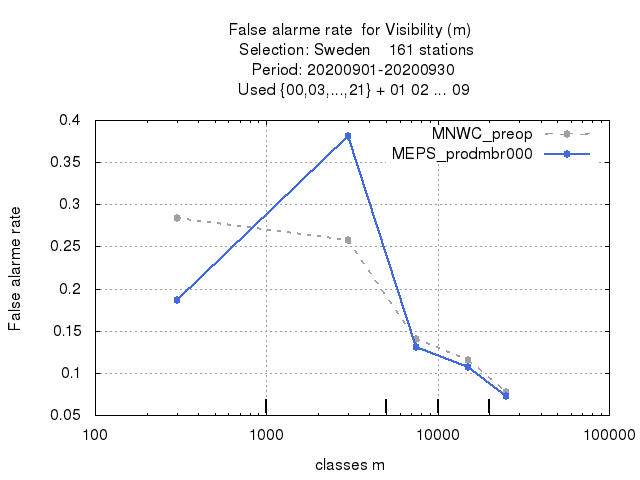 False alarme rate  for Visibility (m)
Selection: Sweden    161 stations
Period: 20200901-20200930
Used {00,03,...,21} + 01 02 ... 09
MNWC_preop
MEPS_prodmbr000
False alarme rate
0.4
0.35
0.3
0.25
0.2
0.15
0.1
0.05
100
1000
10000
100000
classes m